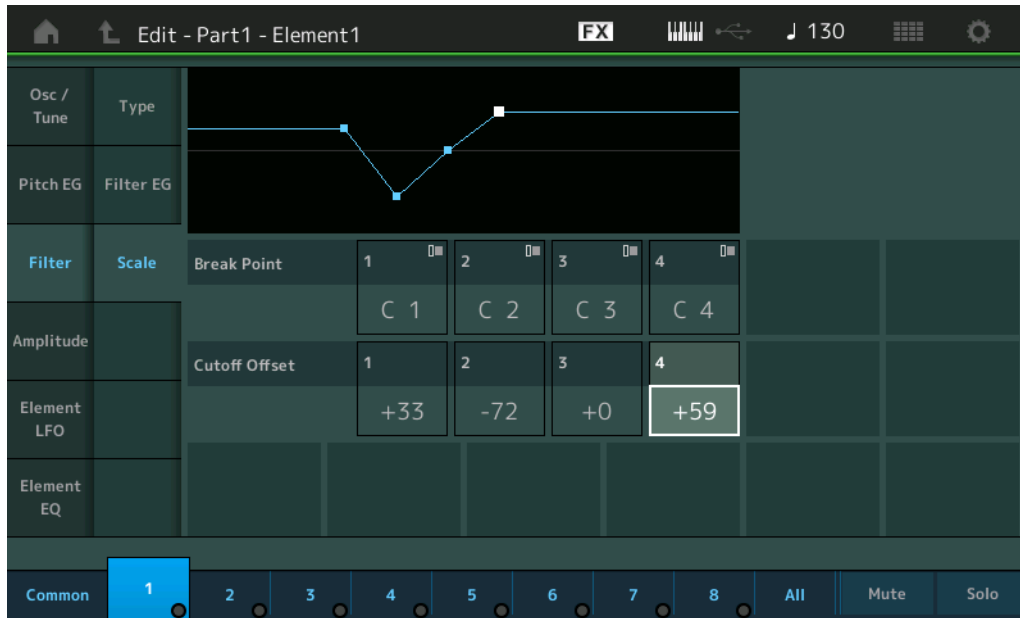 Edit - Part1 - Element1
FX
♩ 130
Osc / Tune
Type
Pitch EG
Filter EG
Filter
Scale
Break Point
1 2 3 4
C 1 C 2 C 3 C 4
Amplitude
Cutoff Offset
1 2 3 4
+33 -72 +0 +59
Element LFO
Element EQ
Common 1 2 3 4 5 6 7 8 All Mute Solo